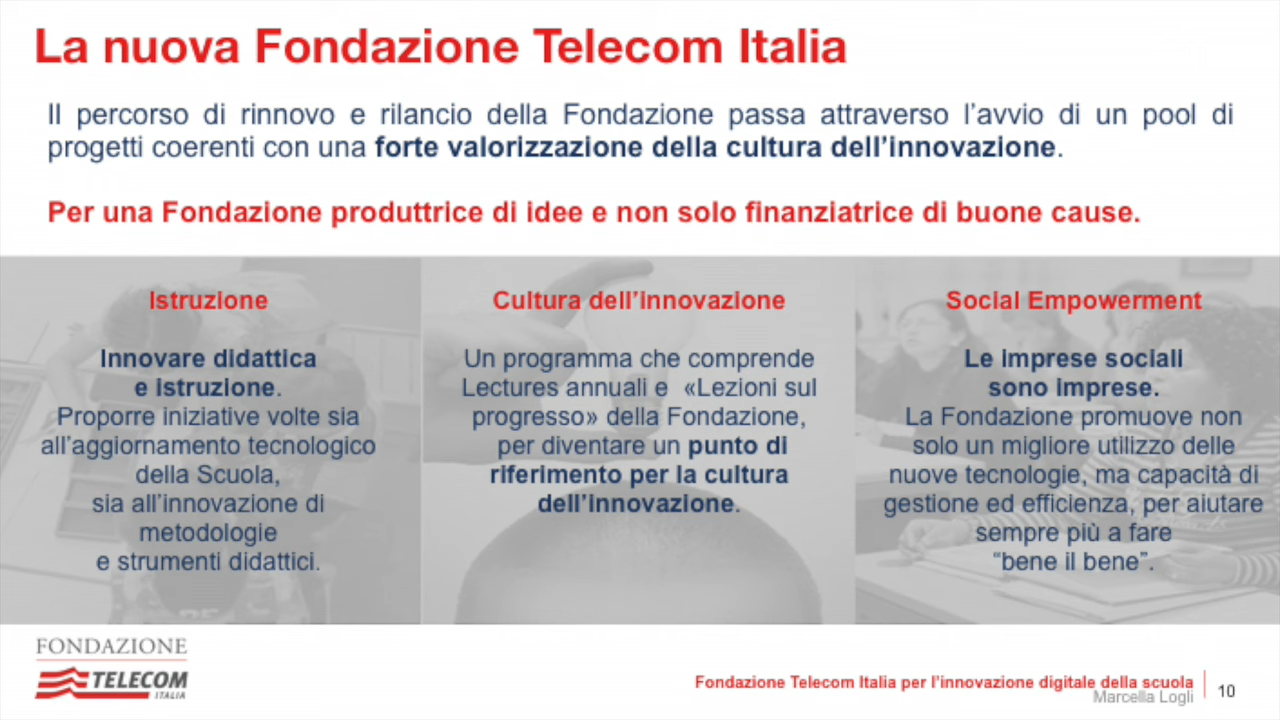 La nuova Fondazione Telecom Italia
Il percorso di rinnovo e rilancio della Fondazione passa attraverso l'avvio di un pool di
progetti coerenti con una forte valorizzazione della cultura dell'innovazione.
Per una Fondazione produttrice di idee e non solo finanziatrice di buone cause.
Istruzione
Innovare didattica
e istruzione.
Proporre iniziative volte sia
all'aggiornamento tecnologico
della Scuola,
sia all'innovazione di
metodologie
e strumenti didattici.
Cultura dell'innovazione
Un programma che comprende
Lectures annuali e «Lezioni sul
progresso» della Fondazione,
per diventare un punto di
riferimento per la cultura
dell'innovazione.
Social Empowerment
Le imprese sociali
sono imprese.
La Fondazione promuove non
solo un migliore utilizzo delle
nuove tecnologie, ma capacità di
gestione ed efficienza, per aiutare
sempre più a fare
"bene il bene".
FONDAZIONE
TELECOM
ITALIA
Fondazione Telecom Italia per l'innovazione digitale della scuola
Marcella Logli
10